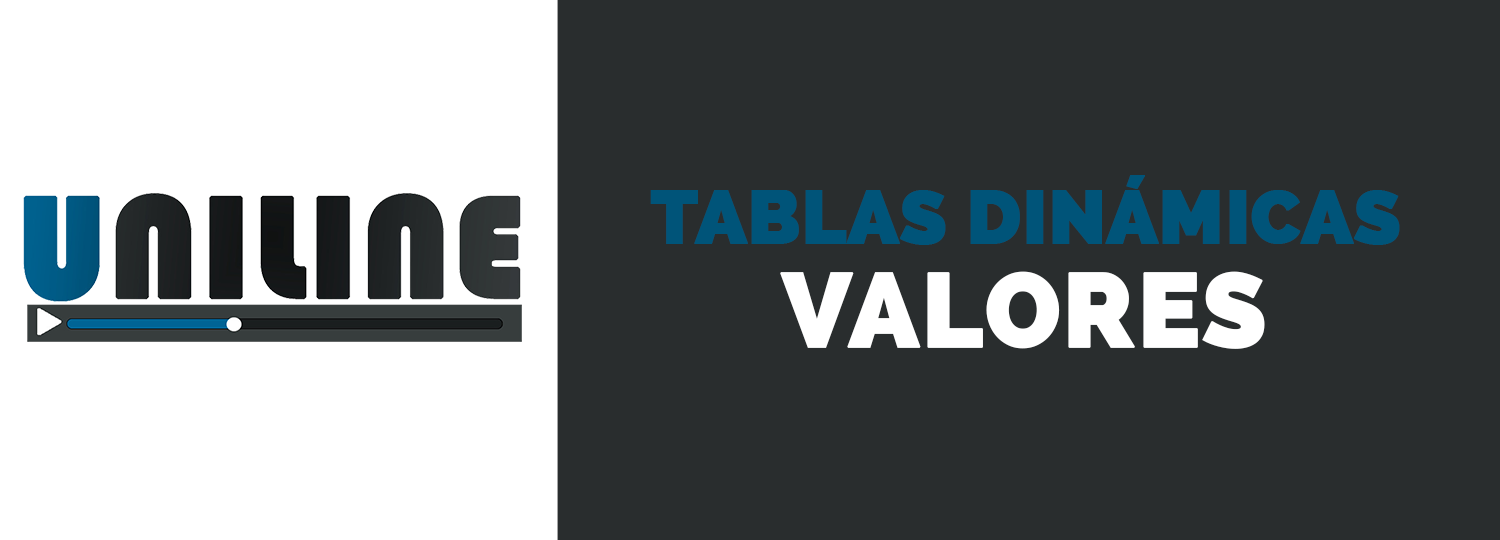 UNILINE
TABLAS DINÁMICAS
VALORES